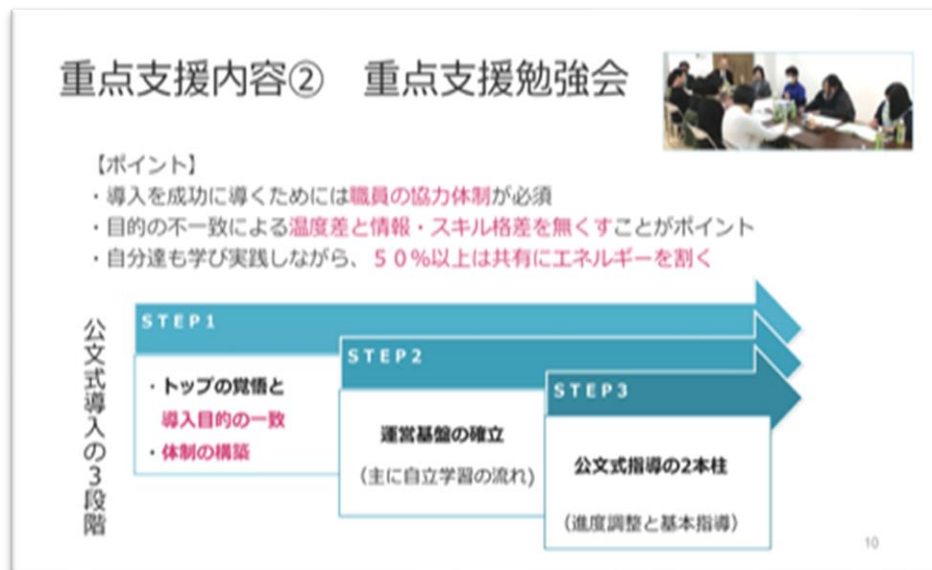 重点支援内容② 重点支援勉強会
【ポイント】
・導入を成功に導くためには職員の協力体制が必須
・目的の不一致による温度差と情報・スキル格差を無くすことがポイント
・自分達も学び実践しながら、５０%以上は共有にエネルギーを割く
公文式導入の3段階
STEP1
・トップの覚悟と
導入目的の一致
・体制の構築
STEP2
運営基盤の確立
（主に自立学習の流れ)
STEP3
公文式指導の2本柱
（進度調整と基本指導）
10